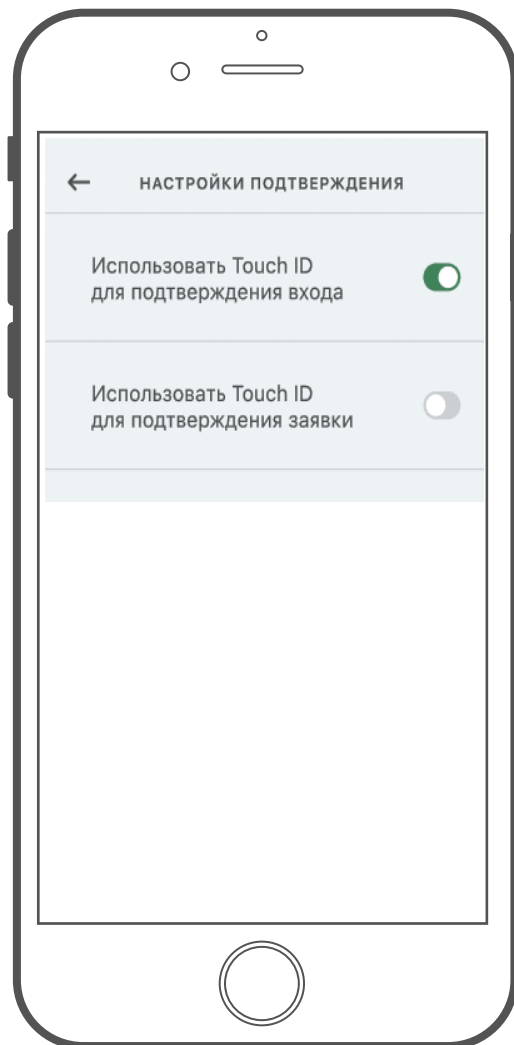 НАСТРОЙКИ ПОДТВЕРЖДЕНИЯ
Использовать Touch ID
для подтверждения входа
Использовать Touch ID
для подтверждения заявки